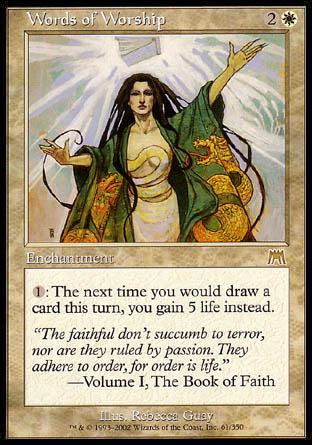 Words of Worship 2
Enchantment
1: The next time you would draw a
card this turn, you gain 5 life instead.
“The faithful don’t succumb to terror,
nor are they ruled by passion. They
adhere to order, for order is life.”
—Volume I, The Book of Faith
Illus. Rebecca Guay
™ & © 1993–2002 Wizards of the Coast, Inc. 61/350